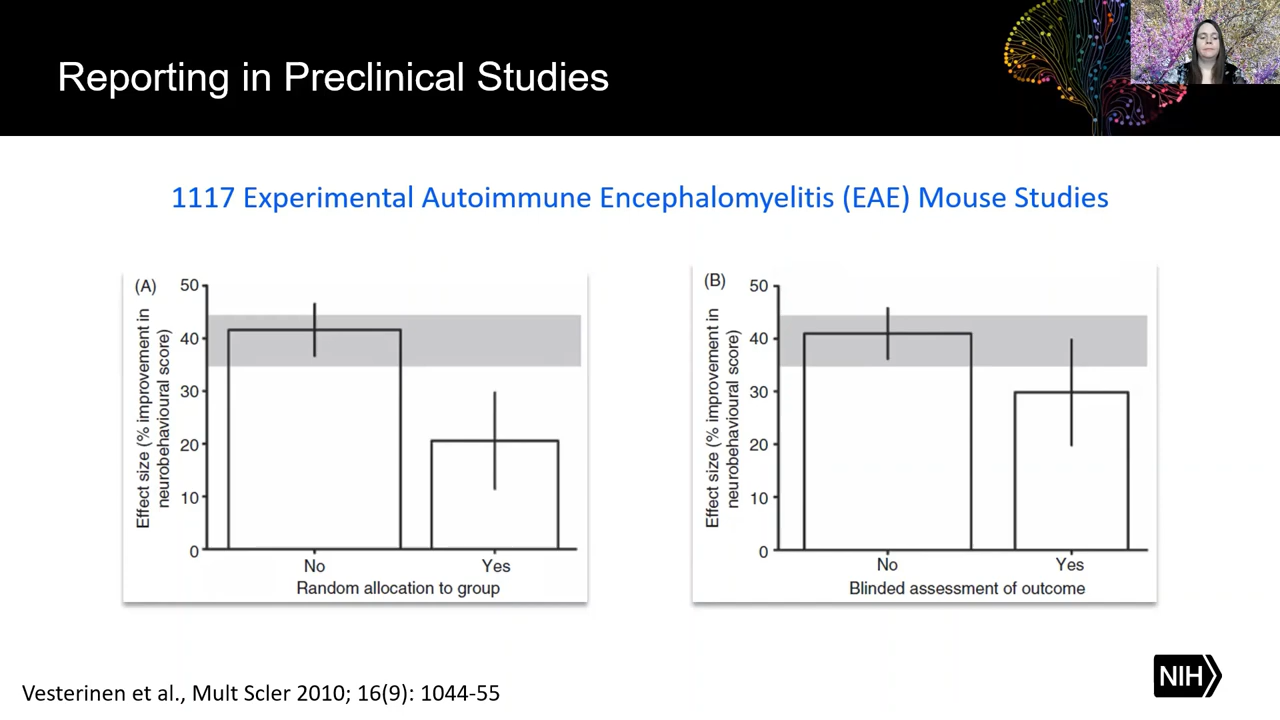 Reporting in Preclinical Studies
1117 Experimental Autoimmune Encephalomyelitis (EAE) Mouse Studies
(A)
50
40
30
20
10
0
Effect size (% improvement in
neurobehavioural score)
No
Yes
Random allocation to group
(B)
50
40
30
20
10
0
Effect size (% improvement in
neurobehavioural score)
No
Yes
Blinded assessment of outcome
Vesterinen et al., Mult Scler 2010; 16(9): 1044-55
NIH